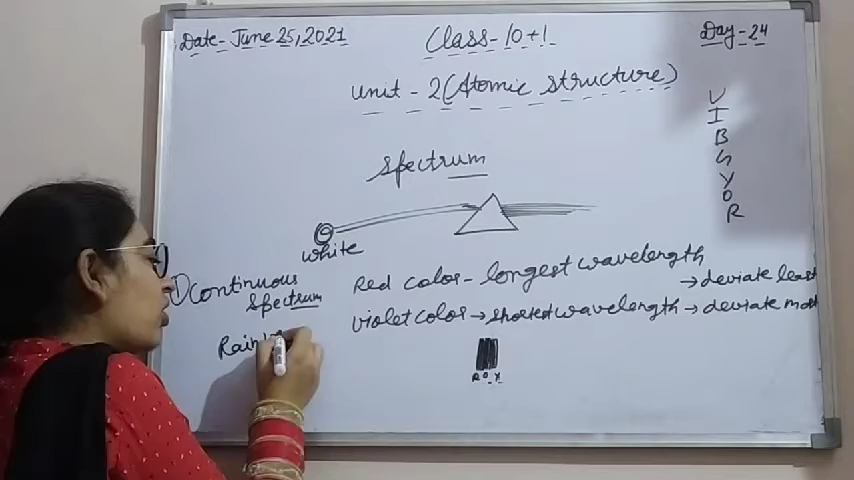 Date- June 25, 2021
Class- 10+1
Day- 24
Unit - 2 (Atomic structure)
V
I
B
G
Y
O
R
Spectrum
white
1) Continuous
Spectrum
Red color - longest wavelength
→ deviate least
violet color → shortest wavelength → deviate most
R O Y